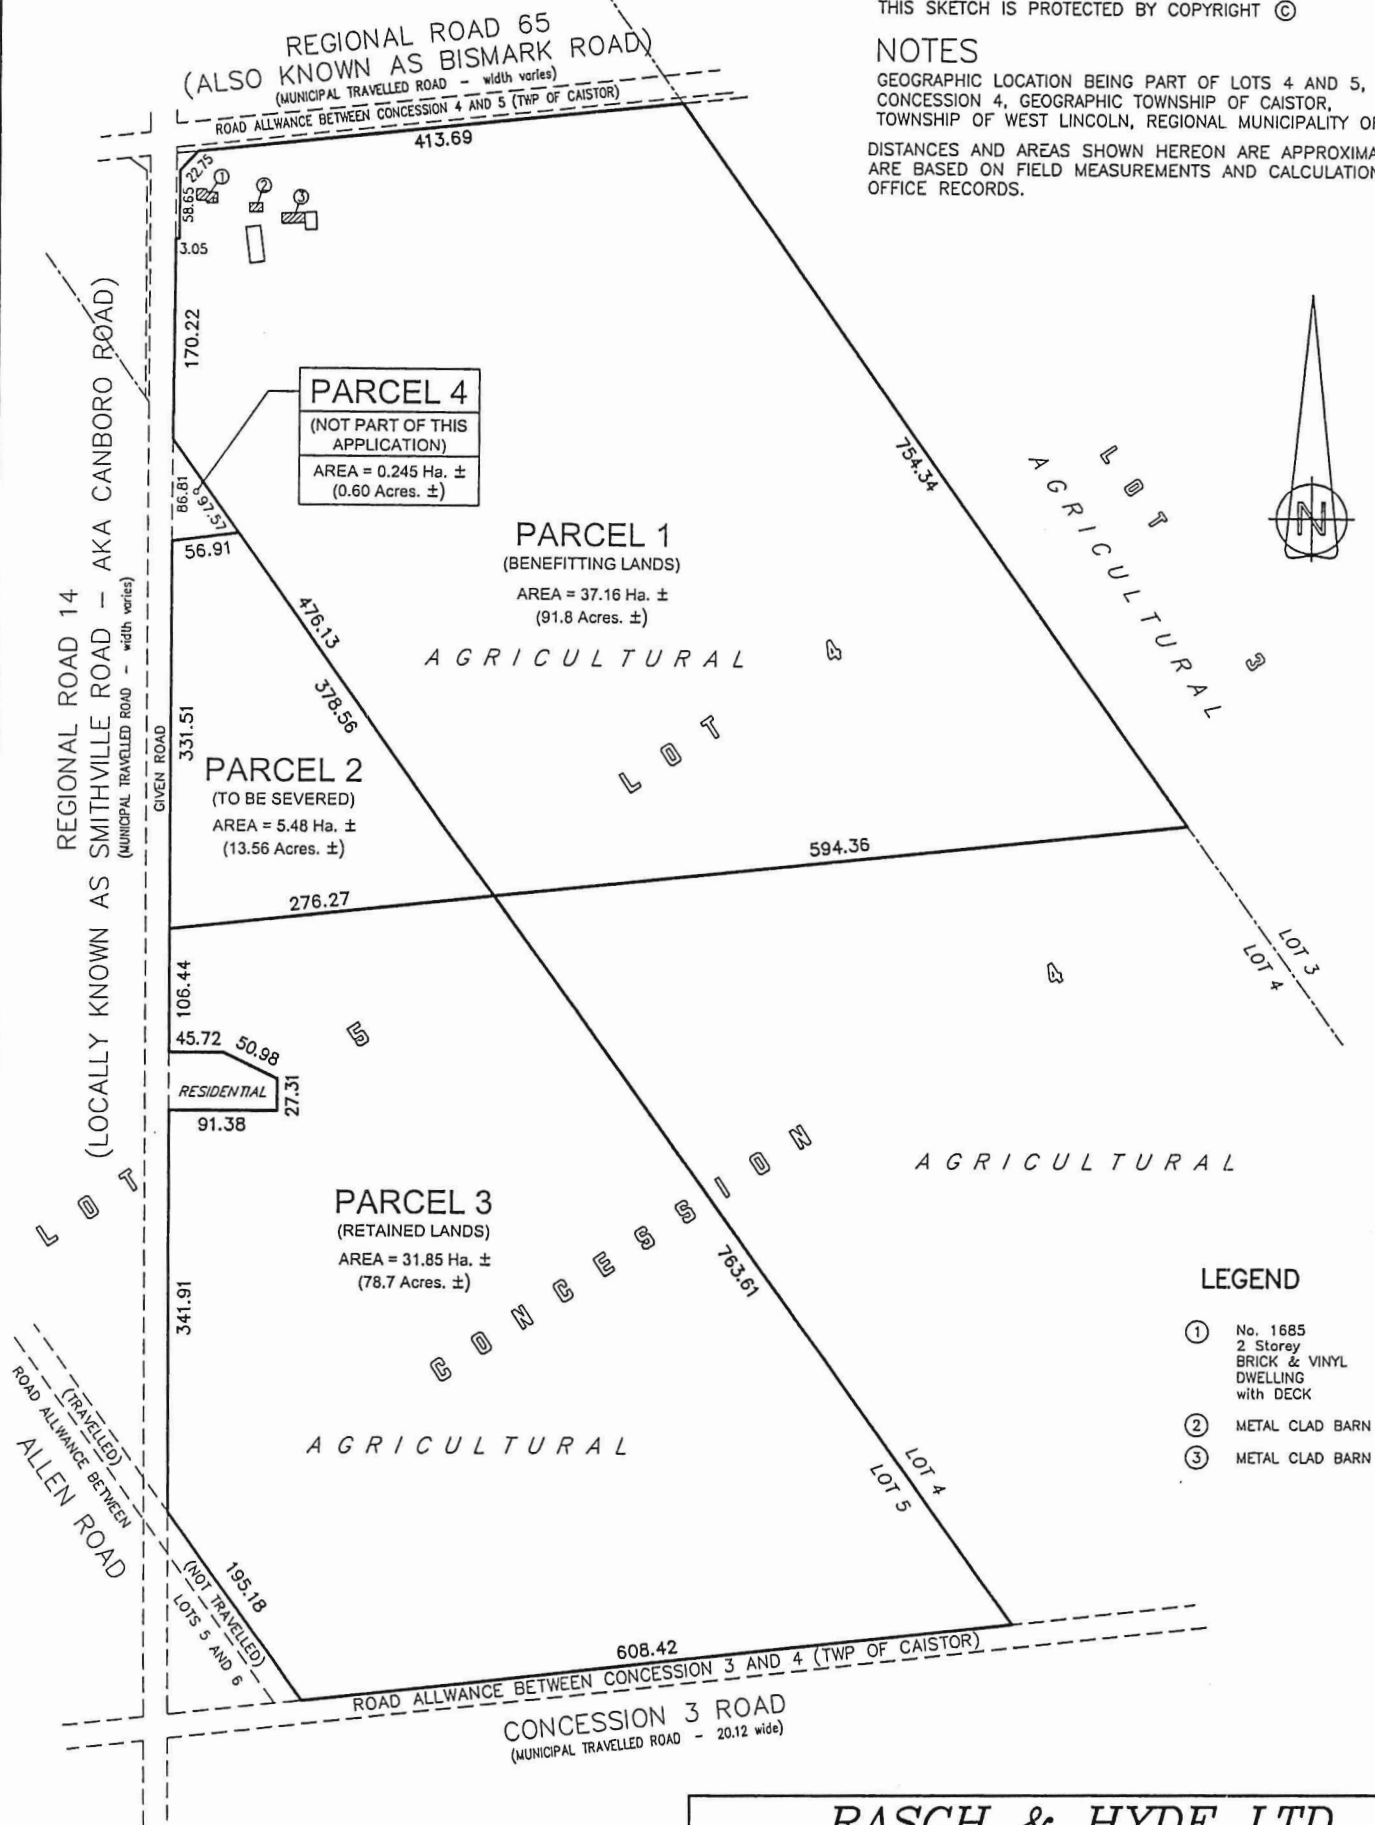 THIS SKETCH IS PROTECTED BY COPYRIGHT ©
NOTES
GEOGRAPHIC LOCATION BEING PART OF LOTS 4 AND 5,
CONCESSION 4, GEOGRAPHIC TOWNSHIP OF CAISTOR,
TOWNSHIP OF WEST LINCOLN, REGIONAL MUNICIPALITY
DISTANCES AND AREAS SHOWN HEREON ARE
ARE BASED ON FIELD MEASUREMENTS AND
OFFICE RECORDS.
REGIONAL ROAD 65
(ALSO KNOWN AS BISMARK ROAD)
(MUNICIPAL TRAVELLED ROAD - width varies)
ROAD ALLWANCE BETWEEN CONCESSION 4 AND 5 (TWP OF CAISTOR)
413.69
22.75
1
2
3
58.65
3.05
170.22
PARCEL 4
(NOT PART OF THIS
APPLICATION)
AREA = 0.245 Ha. ±
(0.60 Acres. ±)
86.81
97.57
56.91
754.34
LOT 3
AGRICULTURAL
N
PARCEL 1
(BENEFITTING LANDS)
AREA = 37.16 Ha. ±
(91.8 Acres. ±)
AGRICULTURAL
LOT 4
476.13
378.56
REGIONAL ROAD 14
(LOCALLY KNOWN AS SMITHVILLE ROAD - AKA CANBORO ROAD)
(MUNICIPAL TRAVELLED ROAD - width varies)
GIVEN ROAD
331.51
PARCEL 2
(TO BE SEVERED)
AREA = 5.48 Ha. ±
(13.56 Acres. ±)
594.36
276.27
LOT 3
LOT 4
4
106.44
45.72
50.98
RESIDENTIAL
27.31
91.38
LOT 5
CONCESSION
AGRICULTURAL
PARCEL 3
(RETAINED LANDS)
AREA = 31.85 Ha. ±
(78.7 Acres. ±)
763.61
341.91
AGRICULTURAL
LOT 4
LOT 5
(TRAVELLED)
ROAD ALLWANCE BETWEEN
ALLEN ROAD
(NOT TRAVELLED)
LOTS 5 AND 6
195.18
608.42
ROAD ALLWANCE BETWEEN CONCESSION 3 AND 4 (TWP OF CAISTOR)
CONCESSION 3 ROAD
(MUNICIPAL TRAVELLED ROAD - 20.12 wide)
LEGEND
1 No. 1685
2 Storey
BRICK & VINYL
DWELLING
with DECK
2 METAL CLAD BARN
3 METAL CLAD BARN
RASCH & HYDE LTD